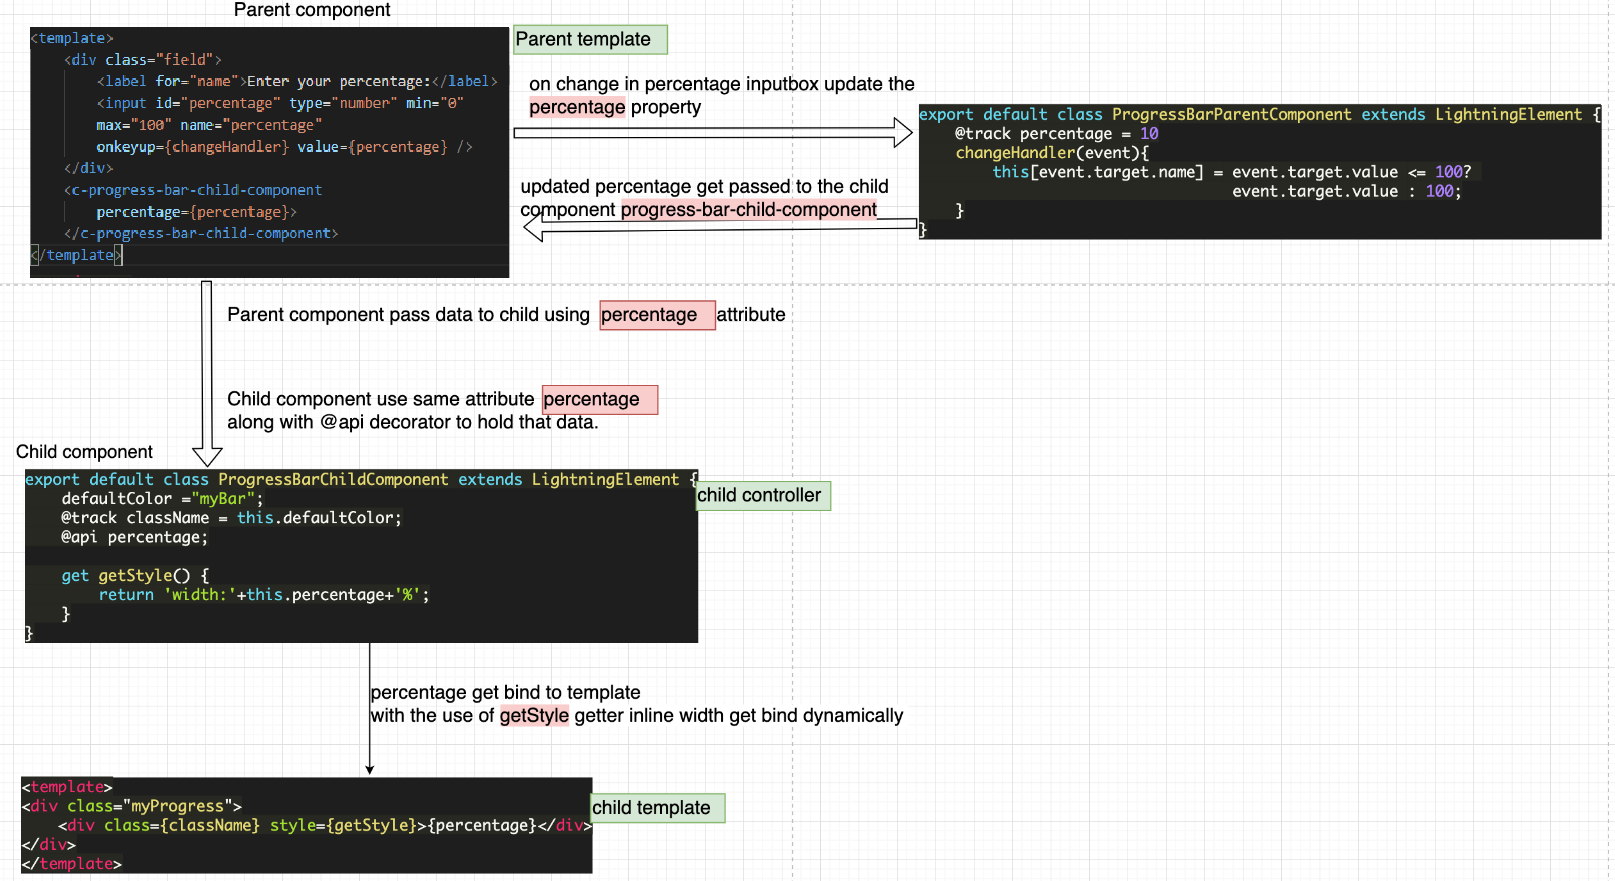 Parent component
<template>
<div class="field">
<label for="name">Enter your percentage:</label>
<input id="percentage" type="number" min="0"
max="100" name="percentage"
onkeyup={changeHandler} value={percentage} />
</div>
<c-progress-bar-child-component
percentage={percentage}>
</c-progress-bar-child-component>
</template>
Parent template
on change in percentage inputbox update the
percentage property
updated percentage get passed to the child
component progress-bar-child-component
export default class ProgressBarParentComponent extends LightningElement {
@track percentage = 10
changeHandler(event){
this[event.target.name] = event.target.value <= 100?
event.target.value : 100;
}
}
Parent component pass data to child using percentage attribute
Child component use same attribute percentage
along with @api decorator to hold that data.
Child component
export default class ProgressBarChildComponent extends LightningElement {
defaultColor ="myBar";
@track className = this.defaultColor;
@api percentage;
get getStyle() {
return 'width:'+this.percentage+'%';
}
}
child controller
percentage get bind to template
with the use of getStyle getter inline width get bind dynamically
<template>
<div class="myProgress">
<div class={className} style={getStyle}>{percentage}</div>
</div>
</template>
child template